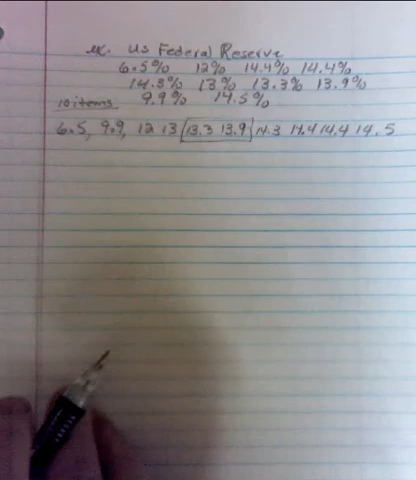 ex. US Federal Reserve
6.5% 12% 14.4% 14.4%
14.3% 13% 13.3% 13.9%
10 items 9.9% 14.5%
6.5, 9.9, 12 13 13.3 13.9 14.3 14.4 14.4 14.5